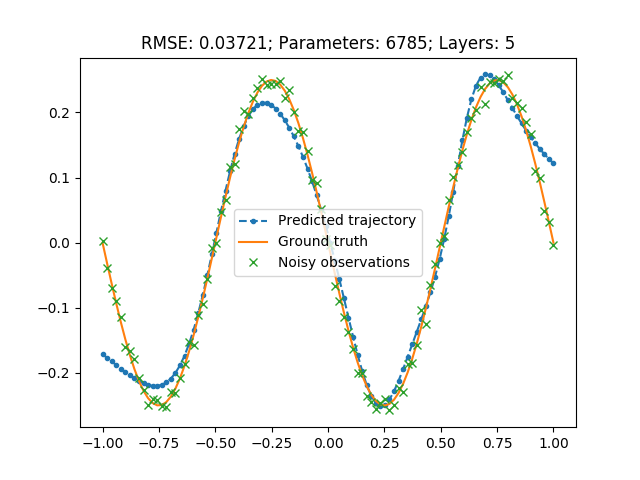 RMSE: 0.03721; Parameters: 6785; Layers: 5
0.2
0.1
0.0
−0.1
−0.2
Predicted trajectory
Ground truth
Noisy observations
−1.00 −0.75 −0.50 −0.25 0.00 0.25 0.50 0.75 1.00